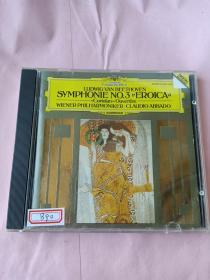 LUDWIG VAN BEETHOVEN
SYMPHONIE NO.3 »EROICA«
»Coriolan«-Ouvertüre
WIENER PHILHARMONIKER · CLAUDIO ABBADO
890